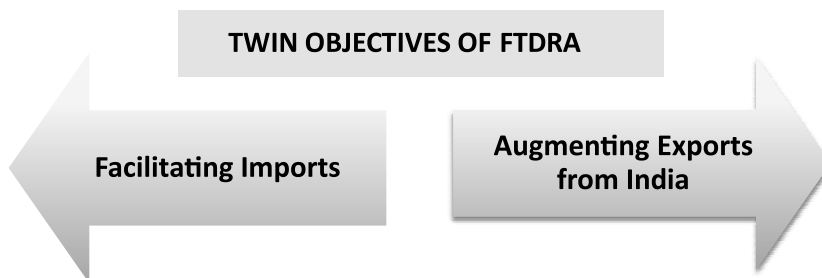 TWIN OBJECTIVES OF FTDRA
Facilitating Imports
Augmenting Exports
from India